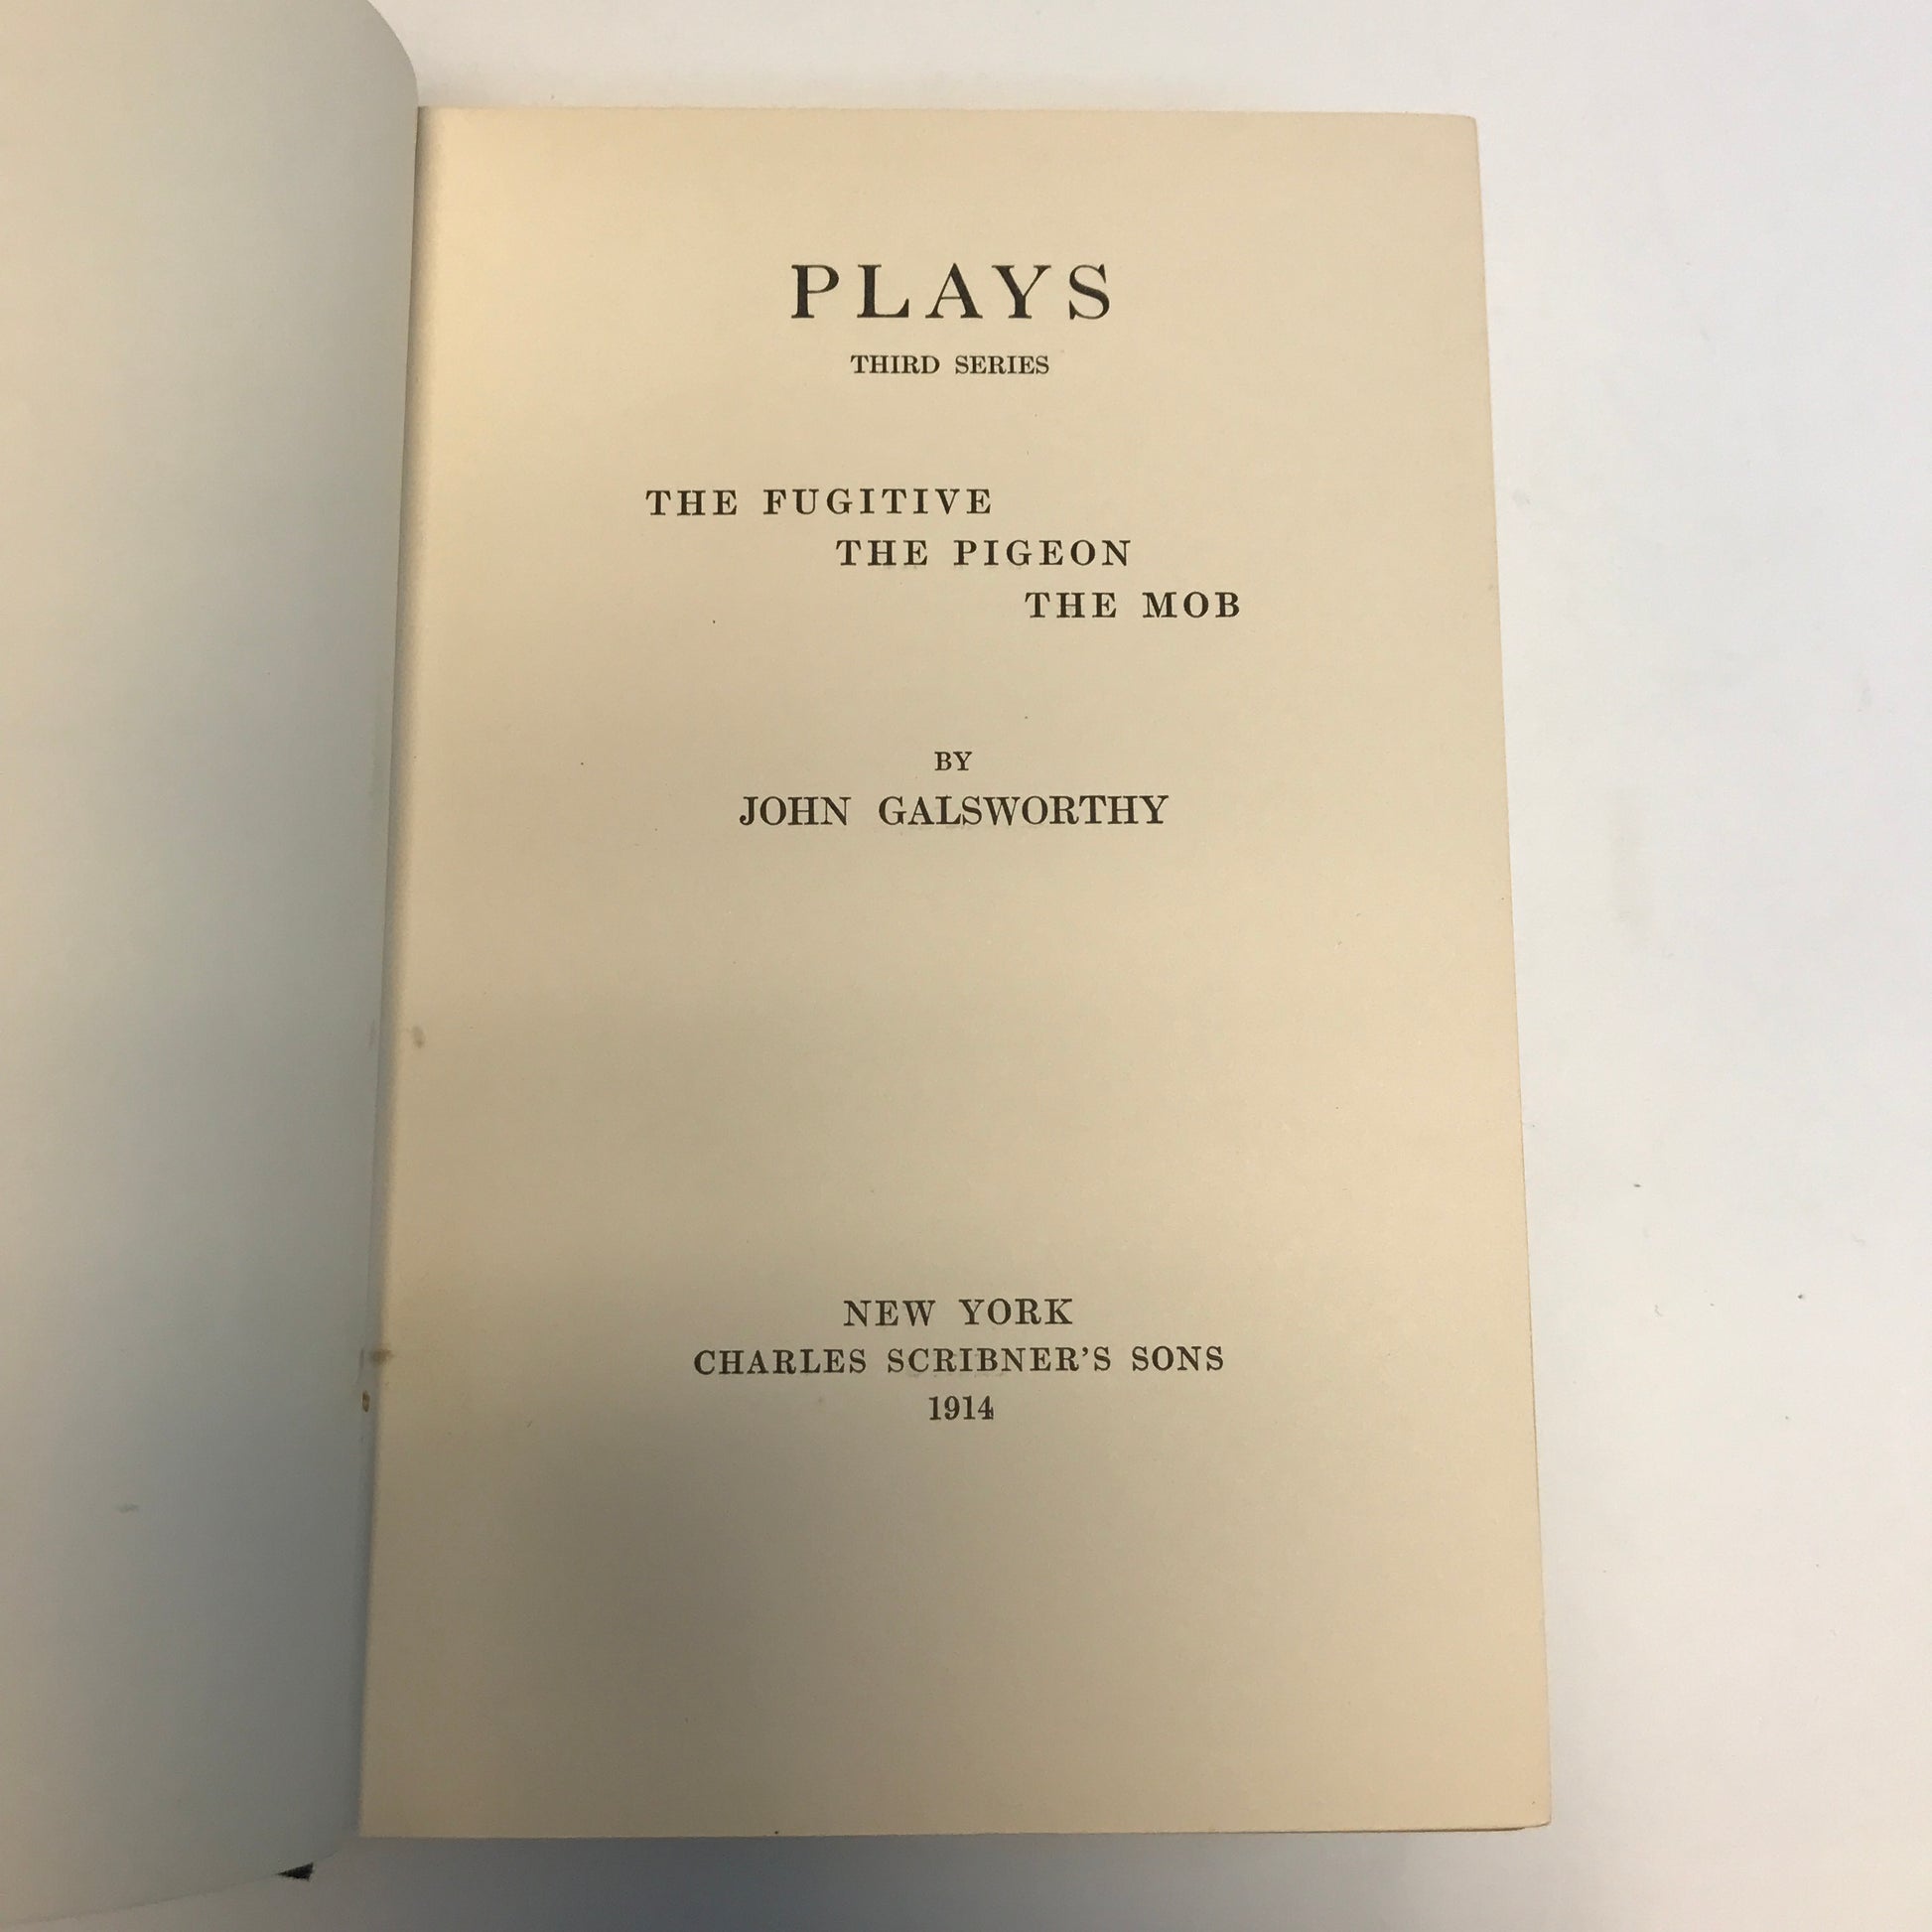 PLAYS
THIRD SERIES
THE FUGITIVE
THE PIGEON
THE MOB
BY
JOHN GALSWORTHY
NEW YORK
CHARLES SCRIBNER'S SONS
1914